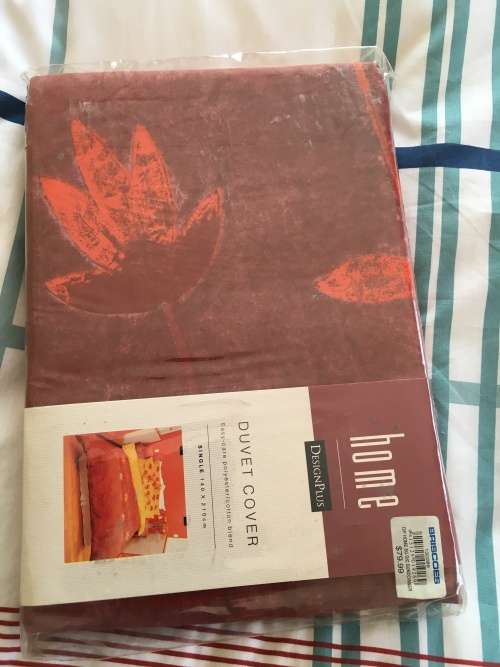 home
DESIGNPLUS
DUVET COVER
Easy-care polyester/cotton blend
SINGLE 140 X 210cm
BRISCOES
$79.99